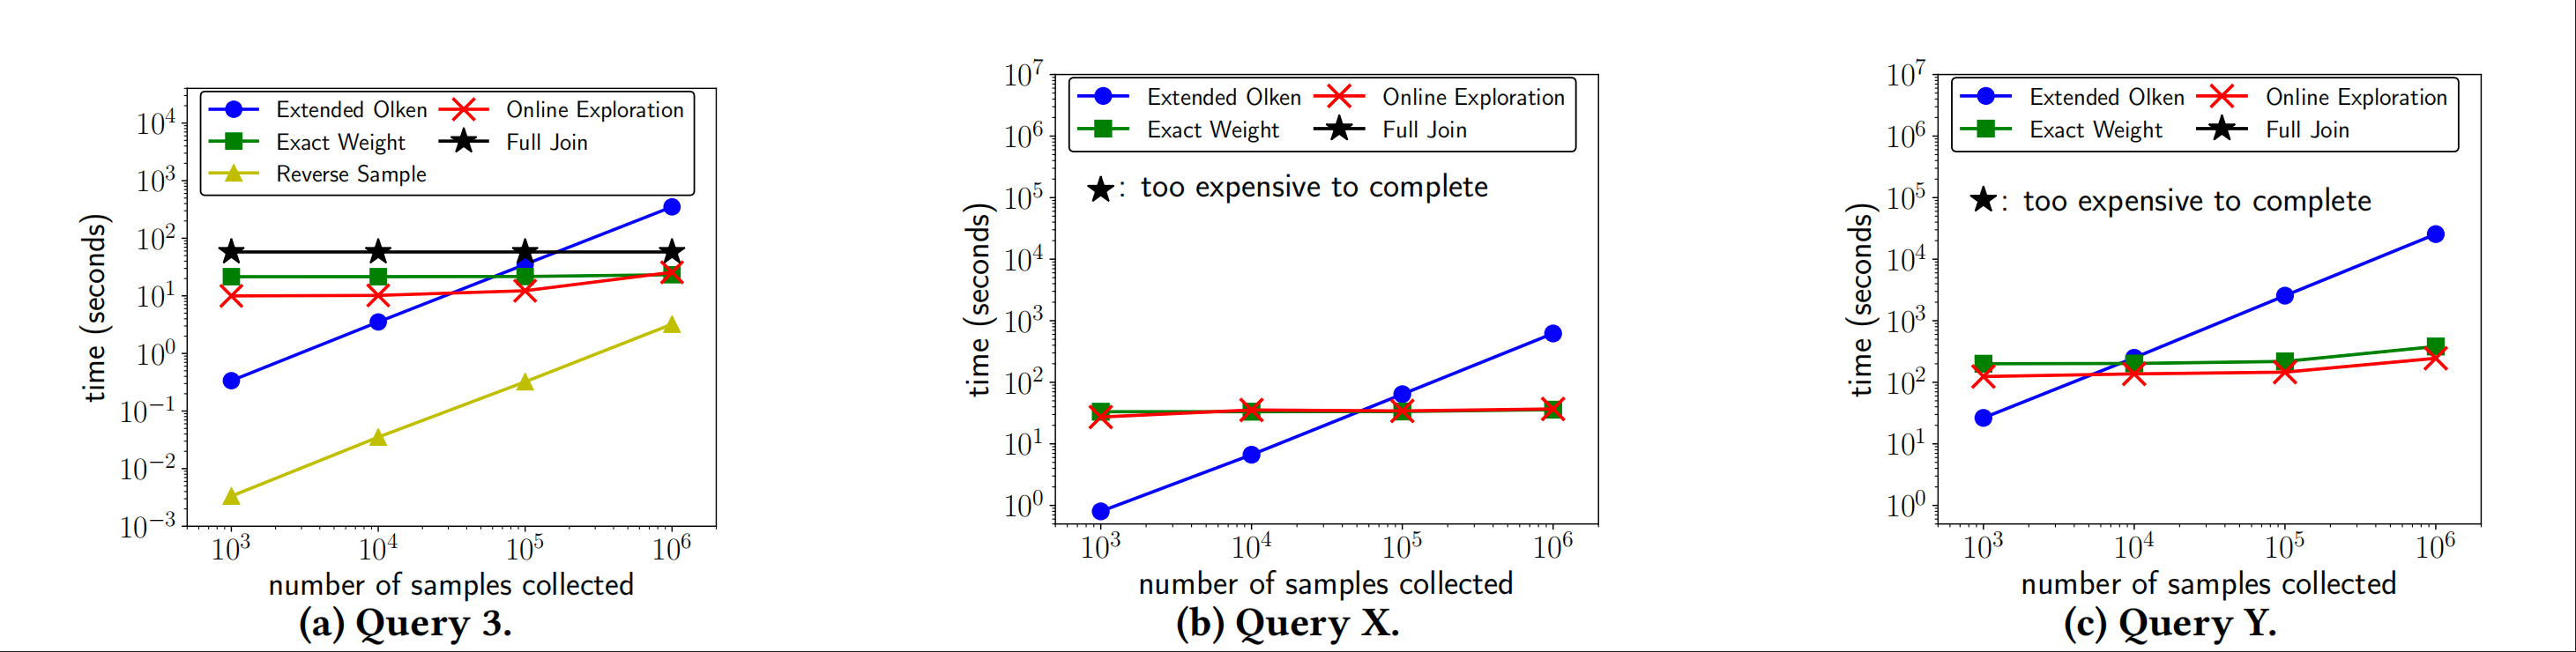 Extended Olken
Online Exploration
Exact Weight
Full Join
Reverse Sample
10^4
10^3
10^2
10^1
10^0
10^−1
10^−2
10^−3
time (seconds)
10^3 10^4 10^5 10^6
number of samples collected
(a) Query 3.
Extended Olken
Online Exploration
Exact Weight
Full Join
★: too expensive to complete
10^7
10^6
10^5
10^4
10^3
10^2
10^1
10^0
time (seconds)
10^3 10^4 10^5 10^6
number of samples collected
(b) Query X.
Extended Olken
Online Exploration
Exact Weight
Full Join
★: too expensive to complete
10^7
10^6
10^5
10^4
10^3
10^2
10^1
10^0
time (seconds)
10^3 10^4 10^5 10^6
number of samples collected
(c) Query Y.